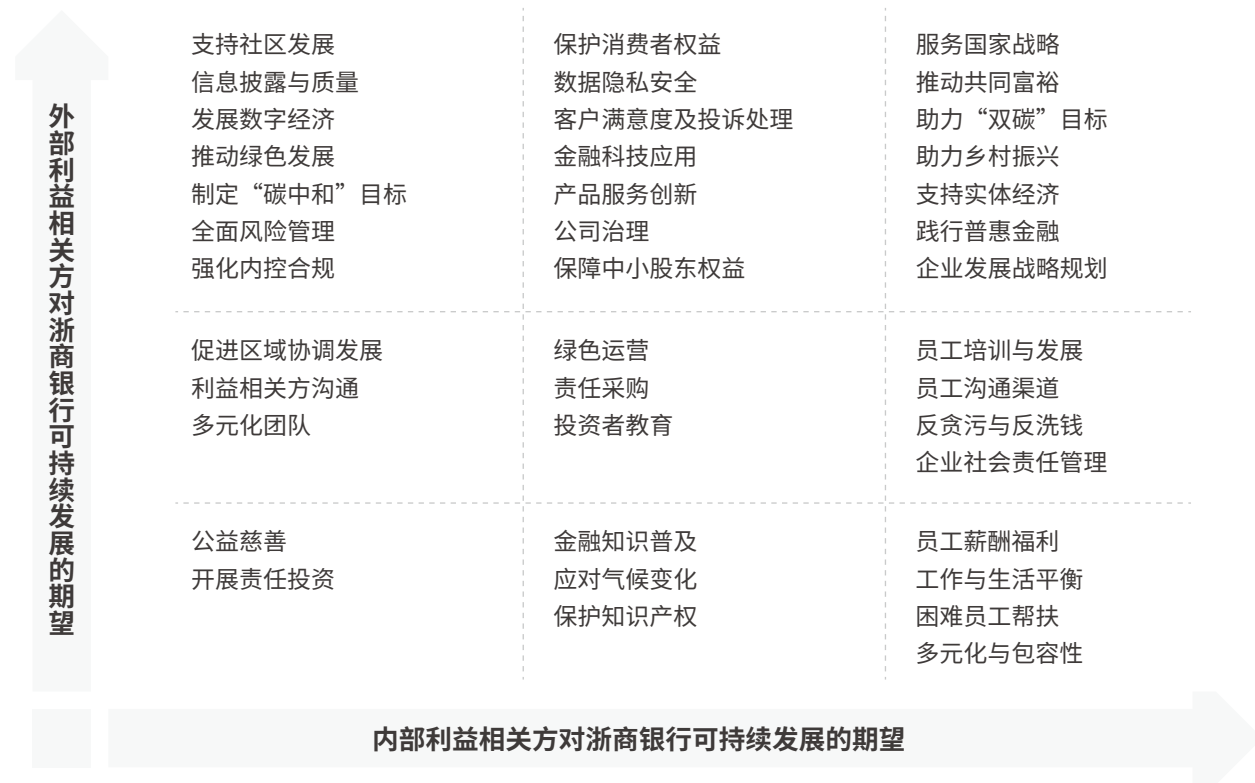 外部利益相关方对浙商银行可持续发展的期望
支持社区发展
信息披露与质量
发展数字经济
推动绿色发展
制定“碳中和”目标
全面风险管理
强化内控合规
保护消费者权益
数据隐私安全
客户满意度及投诉处理
金融科技应用
产品服务创新
公司治理
保障中小股东权益
服务国家战略
推动共同富裕
助力“双碳”目标
助力乡村振兴
支持实体经济
践行普惠金融
企业发展战略规划
促进区域协调发展
利益相关方沟通
多元化团队
绿色运营
责任采购
投资者教育
员工培训与发展
员工沟通渠道
反贪污与反洗钱
企业社会责任管理
公益慈善
开展责任投资
金融知识普及
应对气候变化
保护知识产权
员工薪酬福利
工作与生活平衡
困难员工帮扶
多元化与包容性
内部利益相关方对浙商银行可持续发展的期望